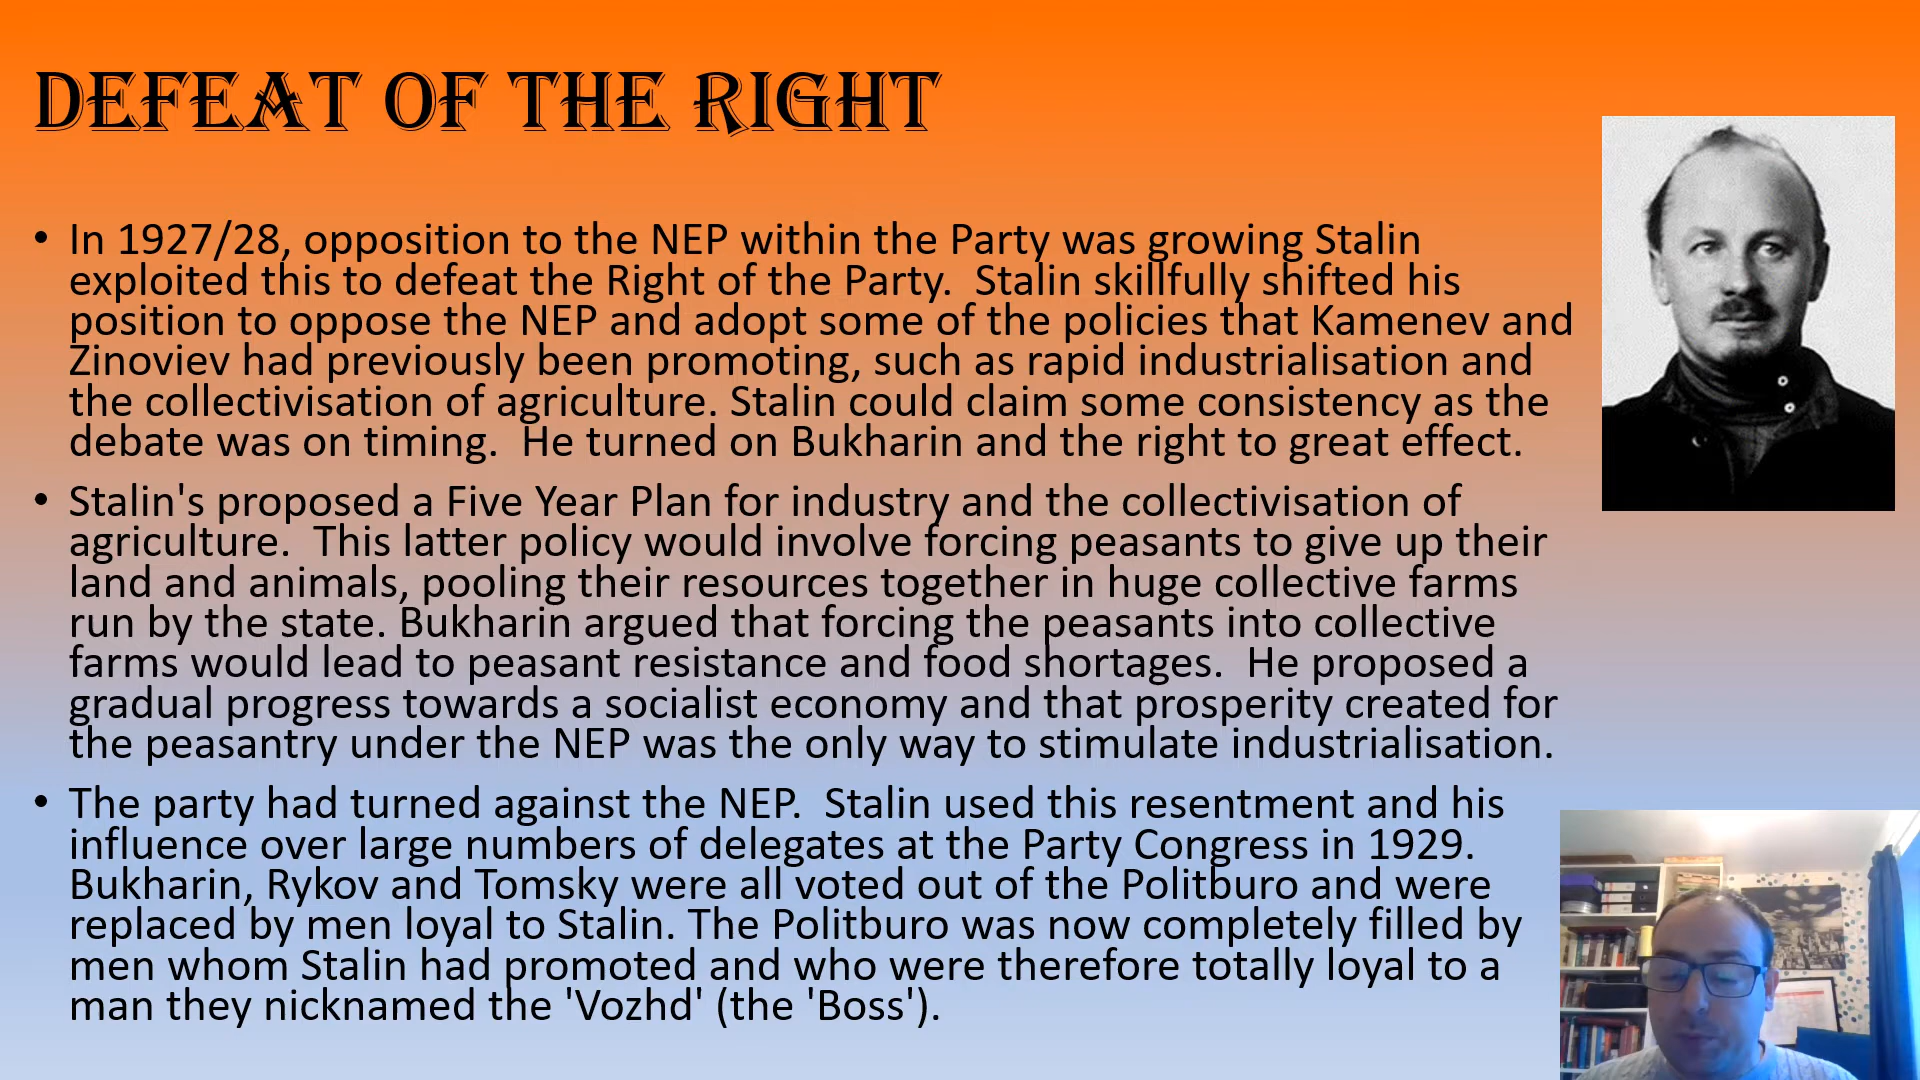 DEFEAT OF THE RIGHT
• In 1927/28, opposition to the NEP within the Party was growing Stalin
exploited this to defeat the Right of the Party.  Stalin skillfully shifted his
position to oppose the NEP and adopt some of the policies that Kamenev and
Zinoviev had previously been promoting, such as rapid industrialisation and
the collectivisation of agriculture. Stalin could claim some consistency as the
debate was on timing.  He turned on Bukharin and the right to great effect.
• Stalin's proposed a Five Year Plan for industry and the collectivisation of
agriculture.  This latter policy would involve forcing peasants to give up their
land and animals, pooling their resources together in huge collective farms
run by the state. Bukharin argued that forcing the peasants into collective
farms would lead to peasant resistance and food shortages.  He proposed a
gradual progress towards a socialist economy and that prosperity created for
the peasantry under the NEP was the only way to stimulate industrialisation.
• The party had turned against the NEP.  Stalin used this resentment and his
influence over large numbers of delegates at the Party Congress in 1929.
Bukharin, Rykov and Tomsky were all voted out of the Politburo and were
replaced by men loyal to Stalin. The Politburo was now completely filled by
men whom Stalin had promoted and who were therefore totally loyal to a
man they nicknamed the 'Vozhd' (the 'Boss').